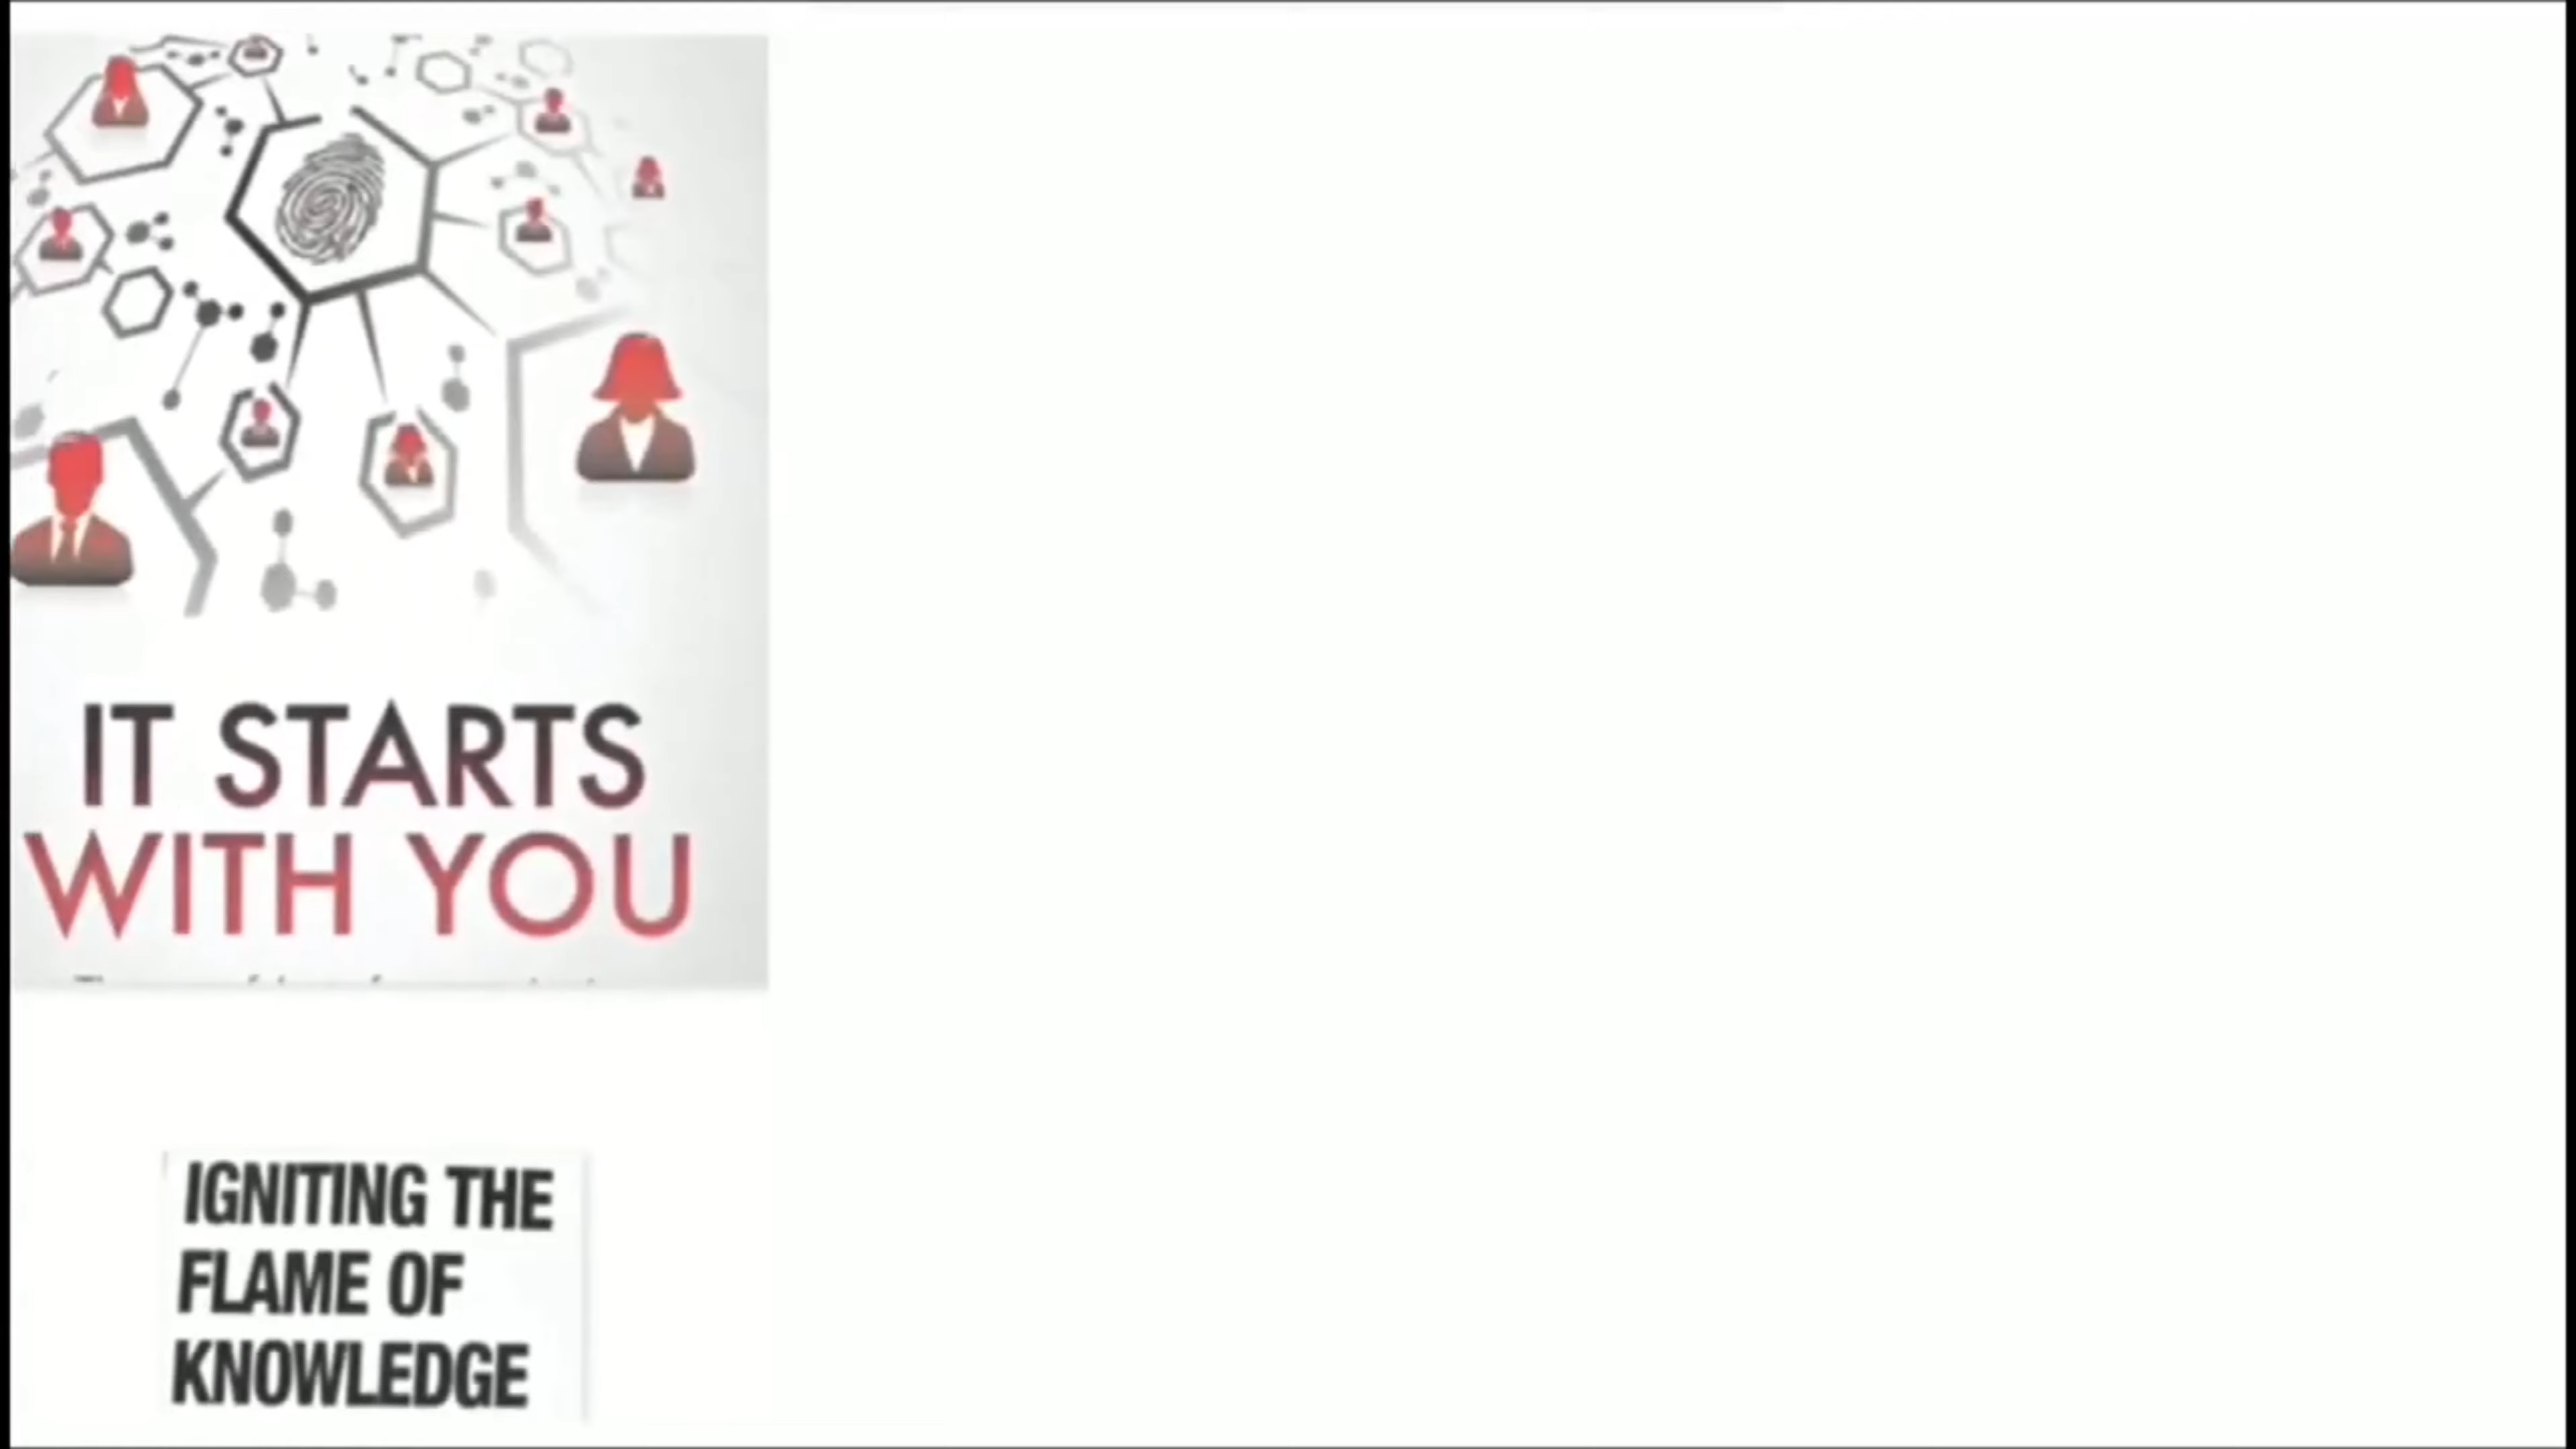 IT STARTS
WITH YOU
IGNITING THE
FLAME OF
KNOWLEDGE